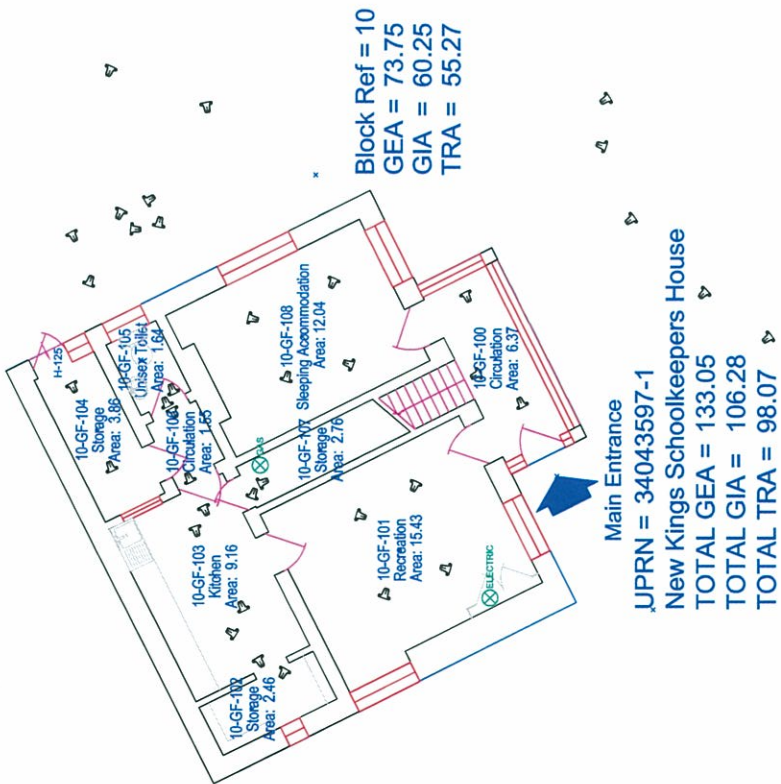 H-125
10-GF-104
Storage
Area: 3.86
10-GF-105
Unisex Toilet
Area: 1.64
10-GF-106
Circulation
Area: 1.55
10-GF-108
Sleeping Accommodation
Area: 12.04
10-GF-107
Storage
Area: 2.76
GAS
10-GF-100
Circulation
Area: 6.37
10-GF-103
Kitchen
Area: 9.16
10-GF-101
Recreation
Area: 15.43
ELECTRIC
10-GF-102
Storage
Area: 2.46
Block Ref = 10
GEA = 73.75
GIA = 60.25
TRA = 55.27
Main Entrance
UPRN = 34043597-1
New Kings Schoolkeepers House
TOTAL GEA = 133.05
TOTAL GIA = 106.28
TOTAL TRA = 98.07